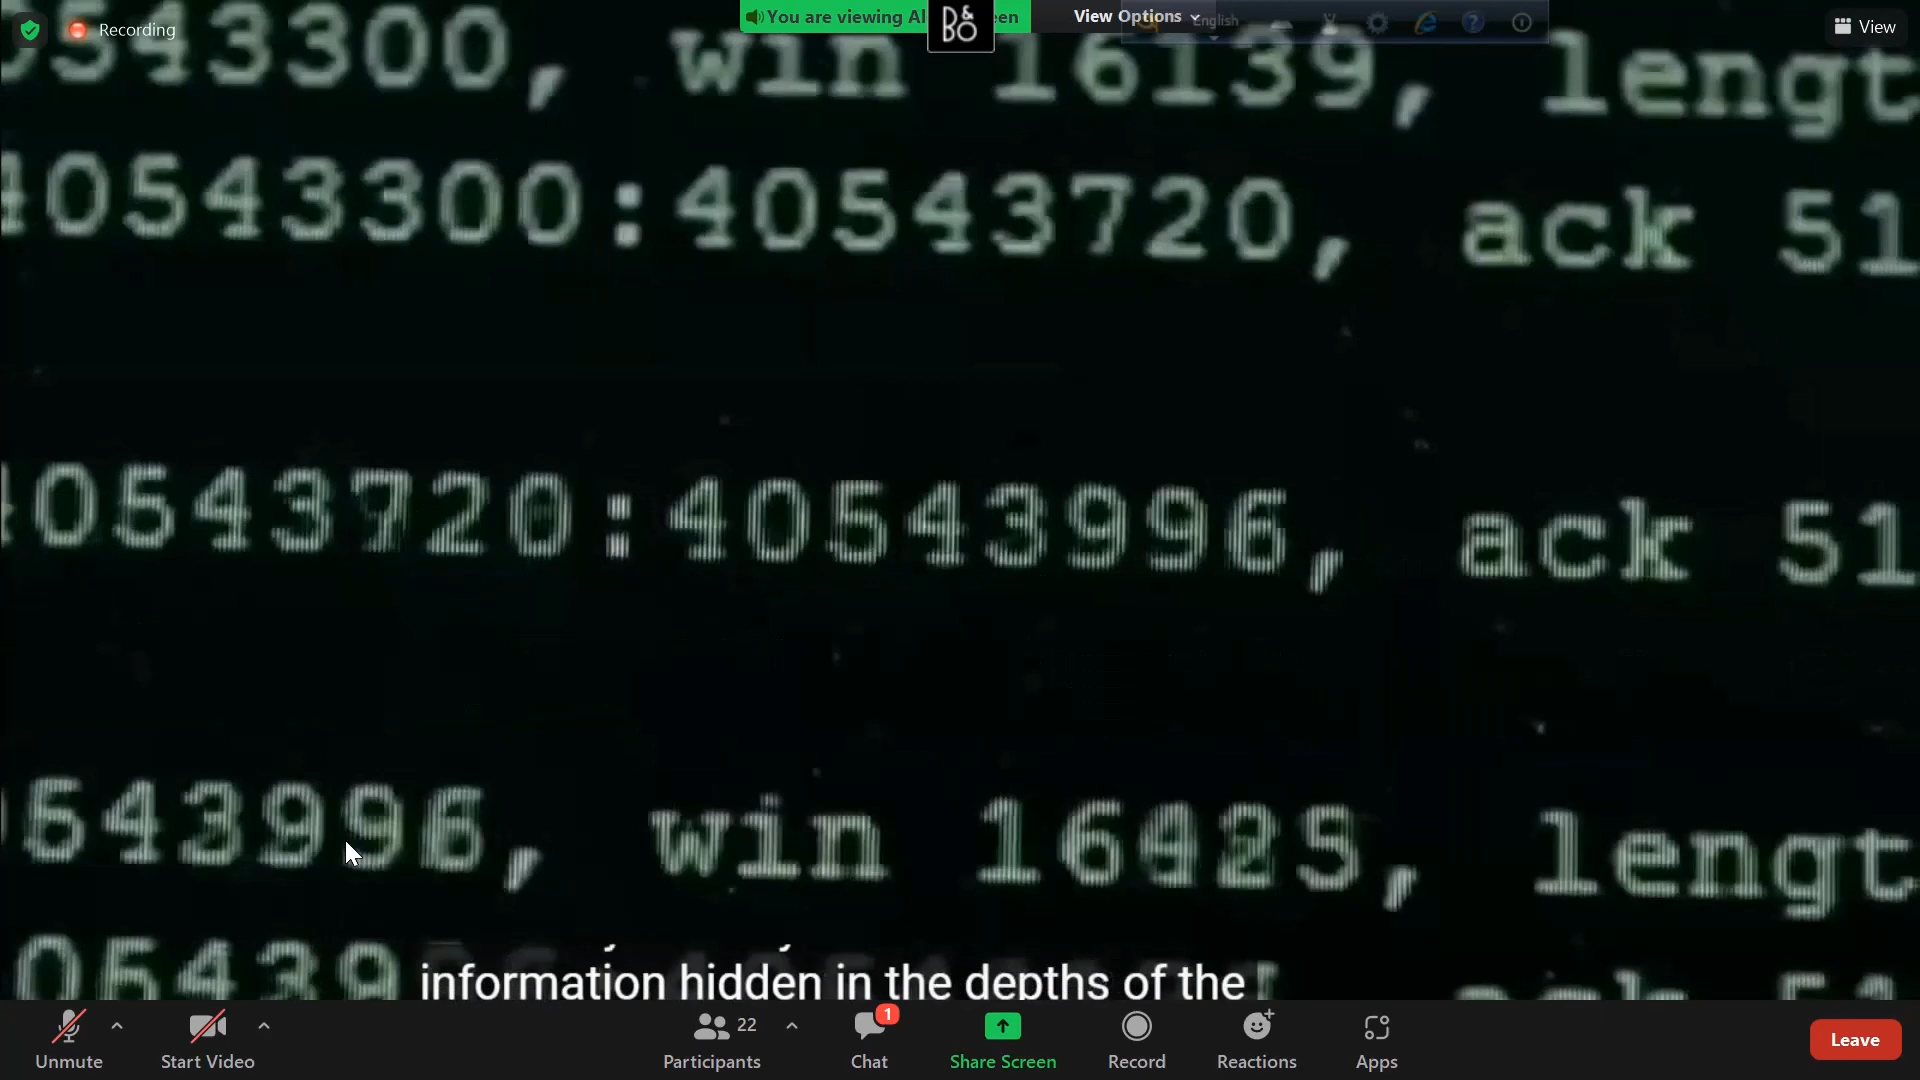 Recording
You are viewing Al een
View Options
English
View
543300, win 16139, lengt
40543300:40543720, ack 51
0543720:40543996, ack 51
543996, win 16425, lengt
05439
information hidden in the depths of the
Unmute
Start Video
22
Participants
1
Chat
Share Screen
Record
Reactions
Apps
Leave